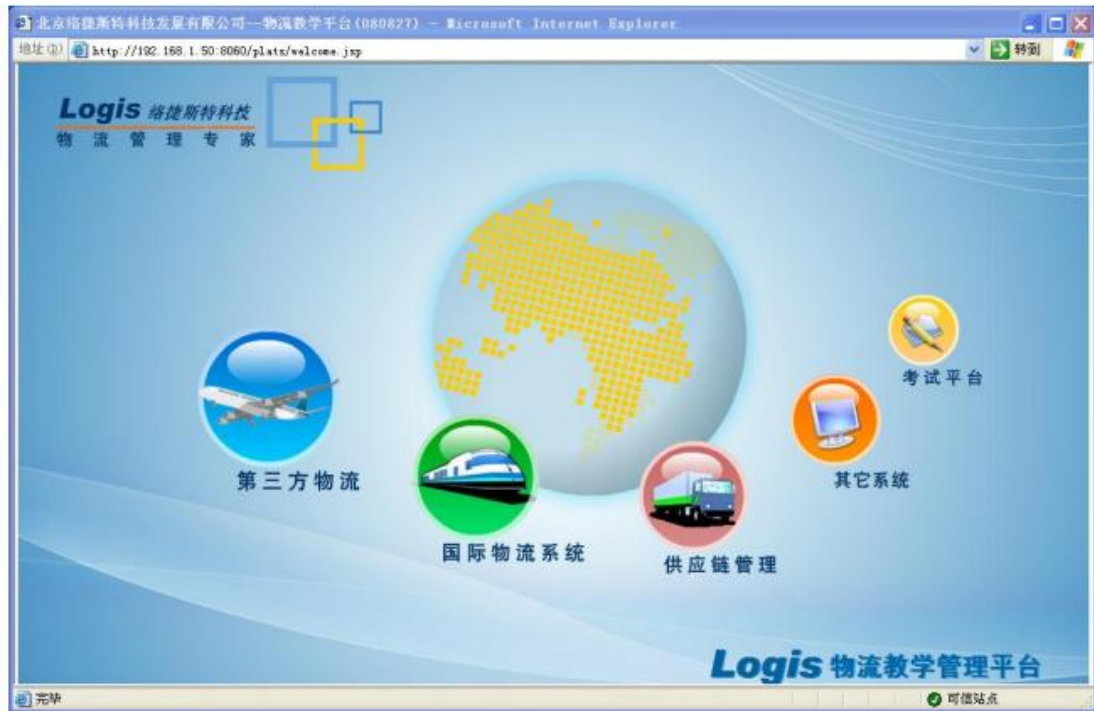 北京络捷斯特科技发展有限公司--物流教学平台(080827) - Microsoft Internet Explorer
地址(D) http://192.168.1.50:8060/platx/welcome.jsp 转到
Logis 络捷斯特科技
物流管理专家
考试平台
第三方物流
其它系统
国际物流系统
供应链管理
Logis 物流教学管理平台
完毕
可信站点